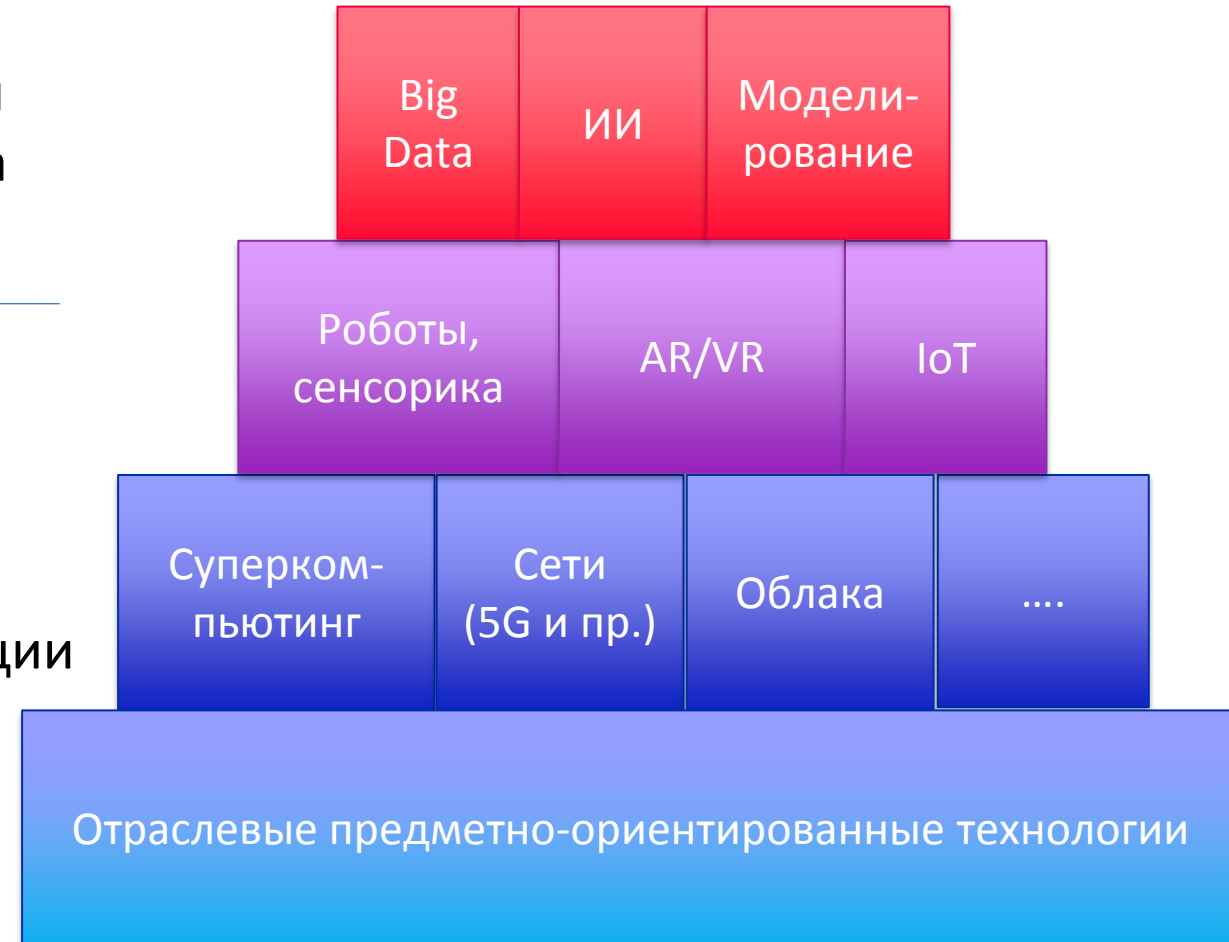 Big
Data
ИИ
Модели-
рование
Роботы,
сенсорика
AR/VR
IoT
Суперком-
пьютинг
Сети
(5G и пр.)
Облака
....
Отраслевые предметно-ориентированные технологии